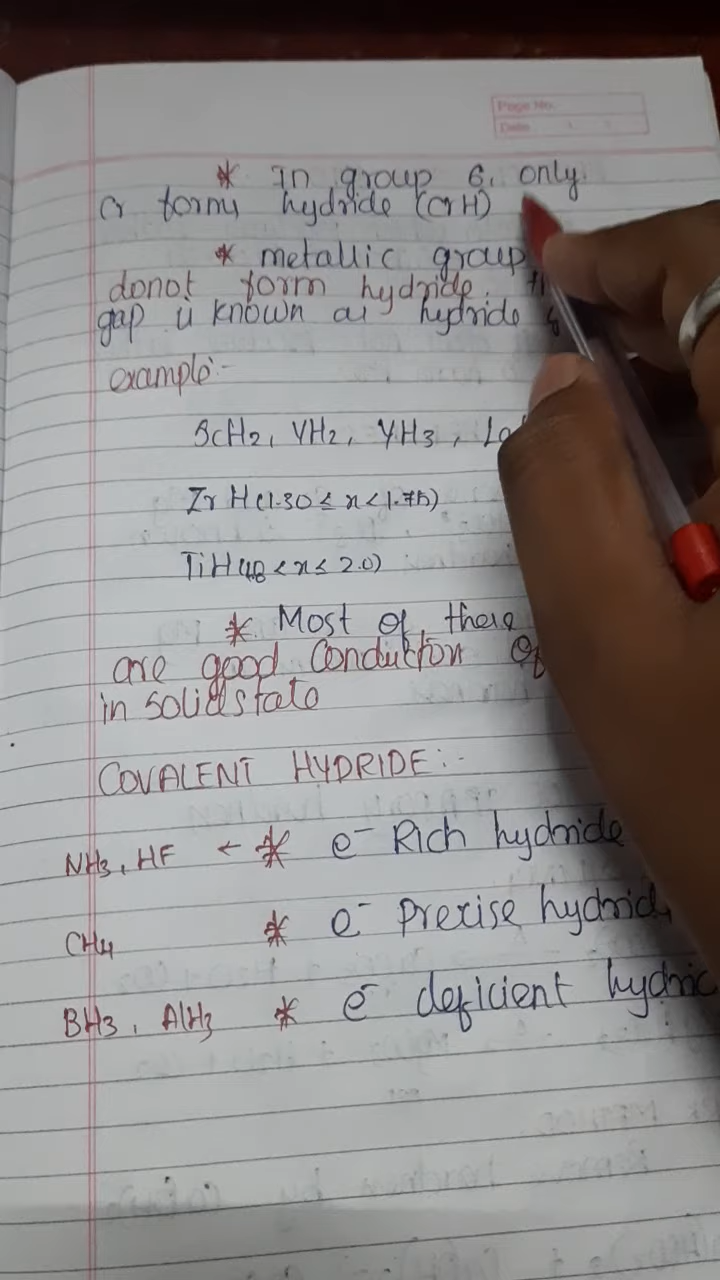 Page No.
Date
* In group 6, only
Cr forms hydride (CrH)
* metallic group
donot form hydride.
gap is known as hydride
example:-
ScH2, YH2, YH3,
ZrH(1.30 ≤ x < 1.75)
TiH(1.8 < x ≤ 2.0)
* Most of these
are good Conduction
in solid state
COVALENT HYDRIDE:-
NH3, HF ← * e- Rich hydride
CH4 * e- precise
BH3, AlH3 * e- deficient